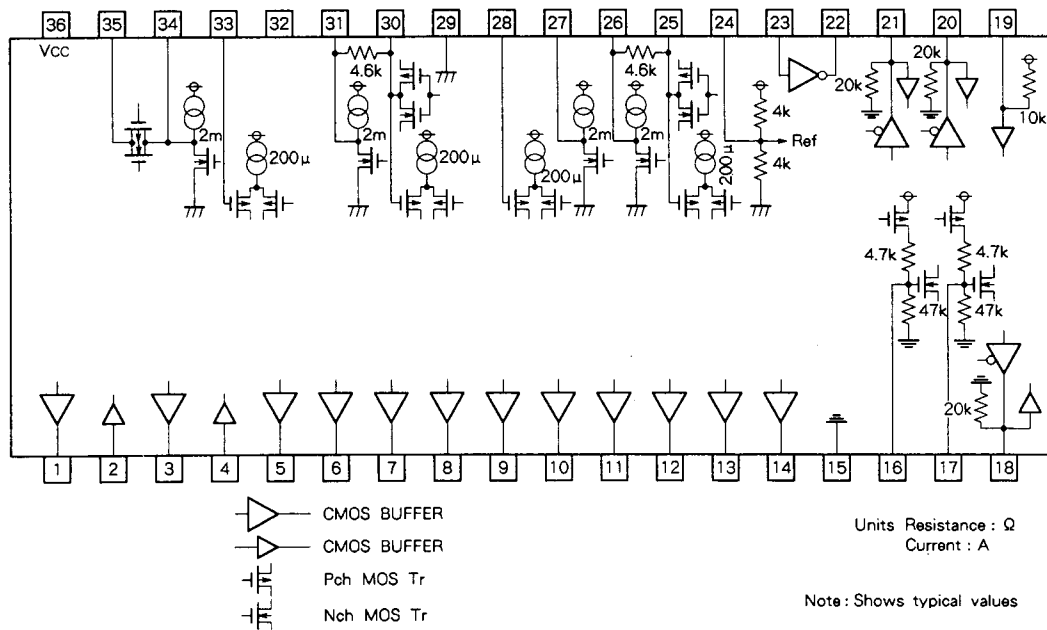 36 35 34 33 32 31 30 29 28 27 26 25 24 23 22 21 20 19
Vcc
4.6k
4.6k
20k
20k
10k
4k
2m
2m
2m
2m
Ref
200μ
200μ
200μ
200μ
4k
4.7k
4.7k
47k
47k
20k
1 2 3 4 5 6 7 8 9 10 11 12 13 14 15 16 17 18
CMOS BUFFER
CMOS BUFFER
Pch MOS Tr
Nch MOS Tr
Units Resistance : Ω
Current : A
Note : Shows typical values